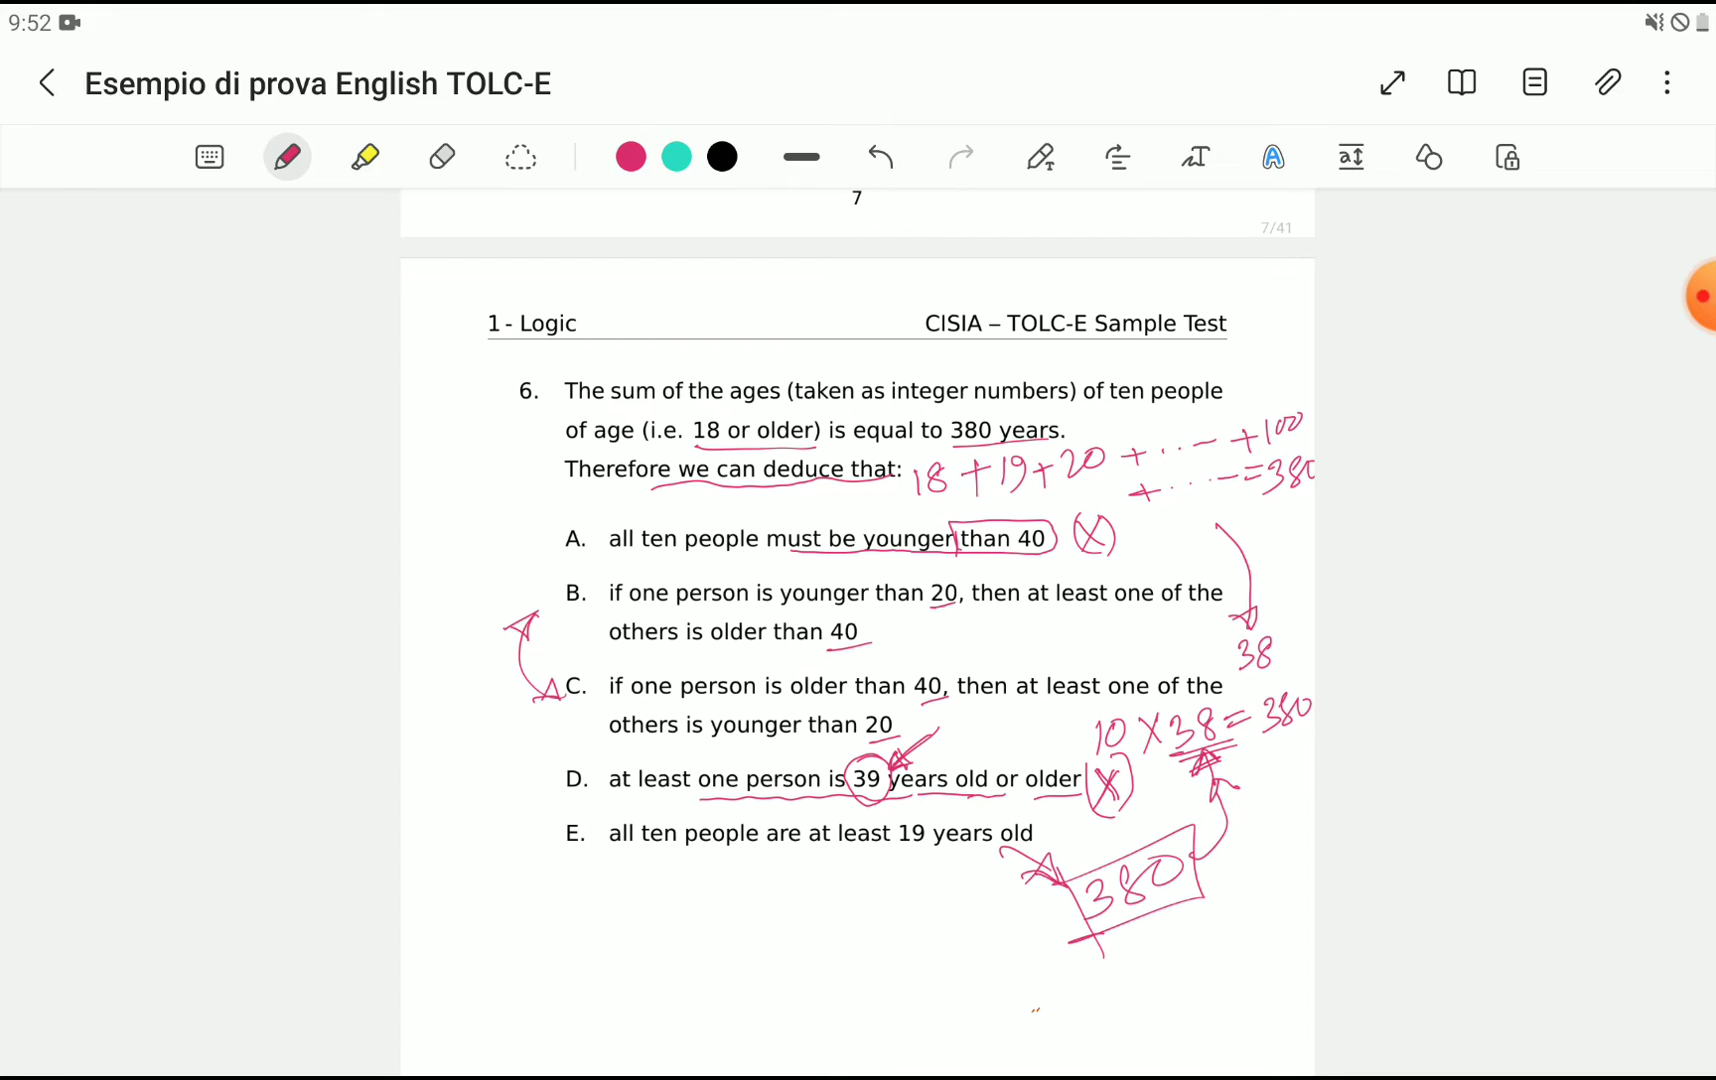 9:52
Esempio di prova English TOLC-E
7
7/41
1 - Logic CISIA – TOLC-E Sample Test
6. The sum of the ages (taken as integer numbers) of ten people
of age (i.e. 18 or older) is equal to 380 years.
Therefore we can deduce that:
18 + 19 + 20 + ... - +100
+ ... - = 380
A. all ten people must be younger than 40 (X)
B. if one person is younger than 20, then at least one of the
others is older than 40
38
C. if one person is older than 40, then at least one of the
others is younger than 20
10 X 38 = 380
D. at least one person is 39 years old or older (X)
E. all ten people are at least 19 years old
380